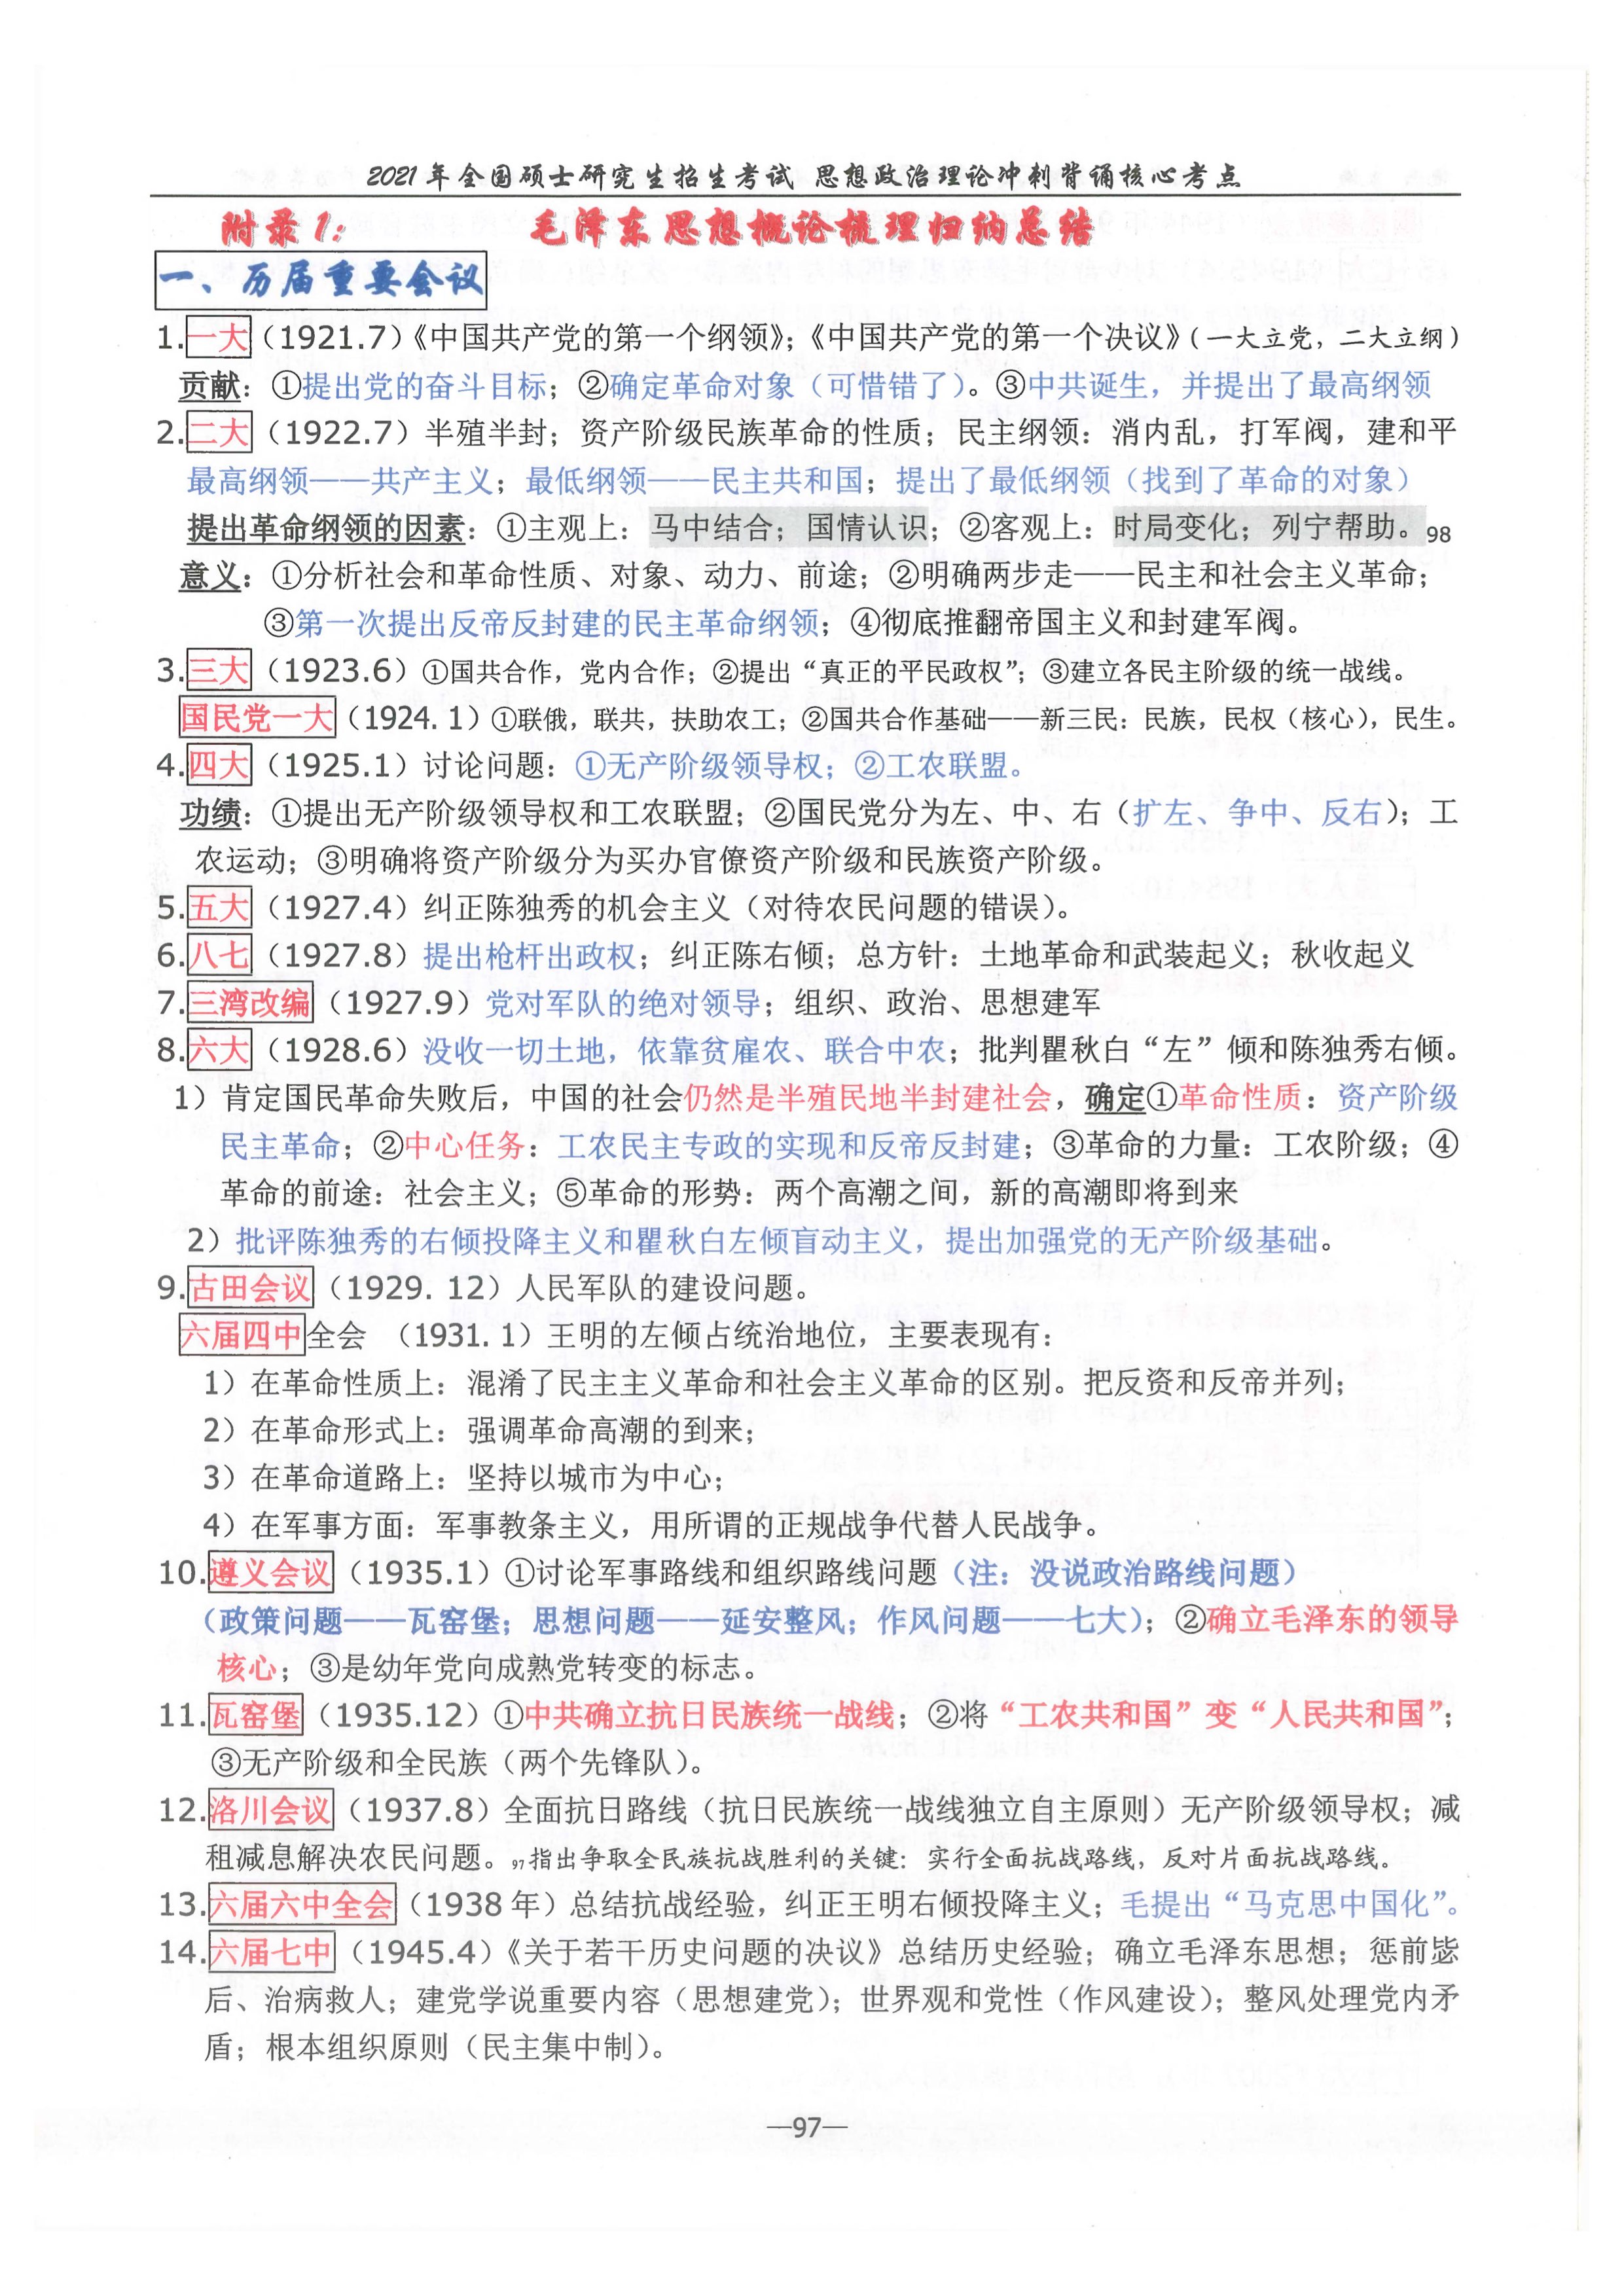 2021年全国硕士研究生招生考试 思想政治理论冲刺背诵核心考点
附录1: 毛泽东思想概论梳理归纳总结
一、历届重要会议
1.一大（1921.7）《中国共产党的第一个纲领》;《中国共产党的第一个决议》(一大立党, 二大立纲)
贡献: ①提出党的奋斗目标; ②确定革命对象（可惜错了）。③中共诞生, 并提出了最高纲领
2.二大（1922.7）半殖半封; 资产阶级民族革命的性质; 民主纲领: 消内乱, 打军阀, 建和平
最高纲领——共产主义; 最低纲领——民主共和国; 提出了最低纲领（找到了革命的对象）
提出革命纲领的因素: ①主观上: 马中结合; 国情认识; ②客观上: 时局变化; 列宁帮助。98
意义: ①分析社会和革命性质、对象、动力、前途; ②明确两步走——民主和社会主义革命;
③第一次提出反帝反封建的民主革命纲领; ④彻底推翻帝国主义和封建军阀。
3.三大（1923.6）①国共合作, 党内合作; ②提出“真正的平民政权”; ③建立各民主阶级的统一战线。
国民党一大（1924. 1）①联俄, 联共, 扶助农工; ②国共合作基础——新三民: 民族, 民权（核心）, 民生。
4.四大（1925.1）讨论问题: ①无产阶级领导权; ②工农联盟。
功绩: ①提出无产阶级领导权和工农联盟; ②国民党分为左、中、右（扩左、争中、反右）; 工
农运动; ③明确将资产阶级分为买办官僚资产阶级和民族资产阶级。
5.五大（1927.4）纠正陈独秀的机会主义（对待农民问题的错误）。
6.八七（1927.8）提出枪杆出政权; 纠正陈右倾; 总方针: 土地革命和武装起义; 秋收起义
7.三湾改编（1927.9）党对军队的绝对领导; 组织、政治、思想建军
8.六大（1928.6）没收一切土地, 依靠贫雇农、联合中农; 批判瞿秋白“左”倾和陈独秀右倾。
1）肯定国民革命失败后, 中国的社会仍然是半殖民地半封建社会, 确定①革命性质: 资产阶级
民主革命; ②中心任务: 工农民主专政的实现和反帝反封建; ③革命的力量: 工农阶级; ④
革命的前途: 社会主义; ⑤革命的形势: 两个高潮之间, 新的高潮即将到来
2）批评陈独秀的右倾投降主义和瞿秋白左倾盲动主义, 提出加强党的无产阶级基础。
9.古田会议（1929. 12）人民军队的建设问题。
六届四中全会 （1931. 1）王明的左倾占统治地位, 主要表现有:
1）在革命性质上: 混淆了民主主义革命和社会主义革命的区别。把反资和反帝并列;
2）在革命形式上: 强调革命高潮的到来;
3）在革命道路上: 坚持以城市为中心;
4）在军事方面: 军事教条主义, 用所谓的正规战争代替人民战争。
10.遵义会议（1935.1）①讨论军事路线和组织路线问题（注: 没说政治路线问题）
（政策问题——瓦窑堡; 思想问题——延安整风; 作风问题——七大）; ②确立毛泽东的领导
核心; ③是幼年党向成熟党转变的标志。
11.瓦窑堡（1935.12）①中共确立抗日民族统一战线; ②将“工农共和国”变“人民共和国”;
③无产阶级和全民族（两个先锋队）。
12.洛川会议（1937.8）全面抗日路线（抗日民族统一战线独立自主原则）无产阶级领导权; 减
租减息解决农民问题。97指出争取全民族抗战胜利的关键: 实行全面抗战路线, 反对片面抗战路线。
13.六届六中全会（1938 年）总结抗战经验, 纠正王明右倾投降主义; 毛提出“马克思中国化”。
14.六届七中（1945.4）《关于若干历史问题的决议》总结历史经验; 确立毛泽东思想; 惩前毖
后、治病救人; 建党学说重要内容（思想建党）; 世界观和党性（作风建设）; 整风处理党内矛
盾; 根本组织原则（民主集中制）。
—97—